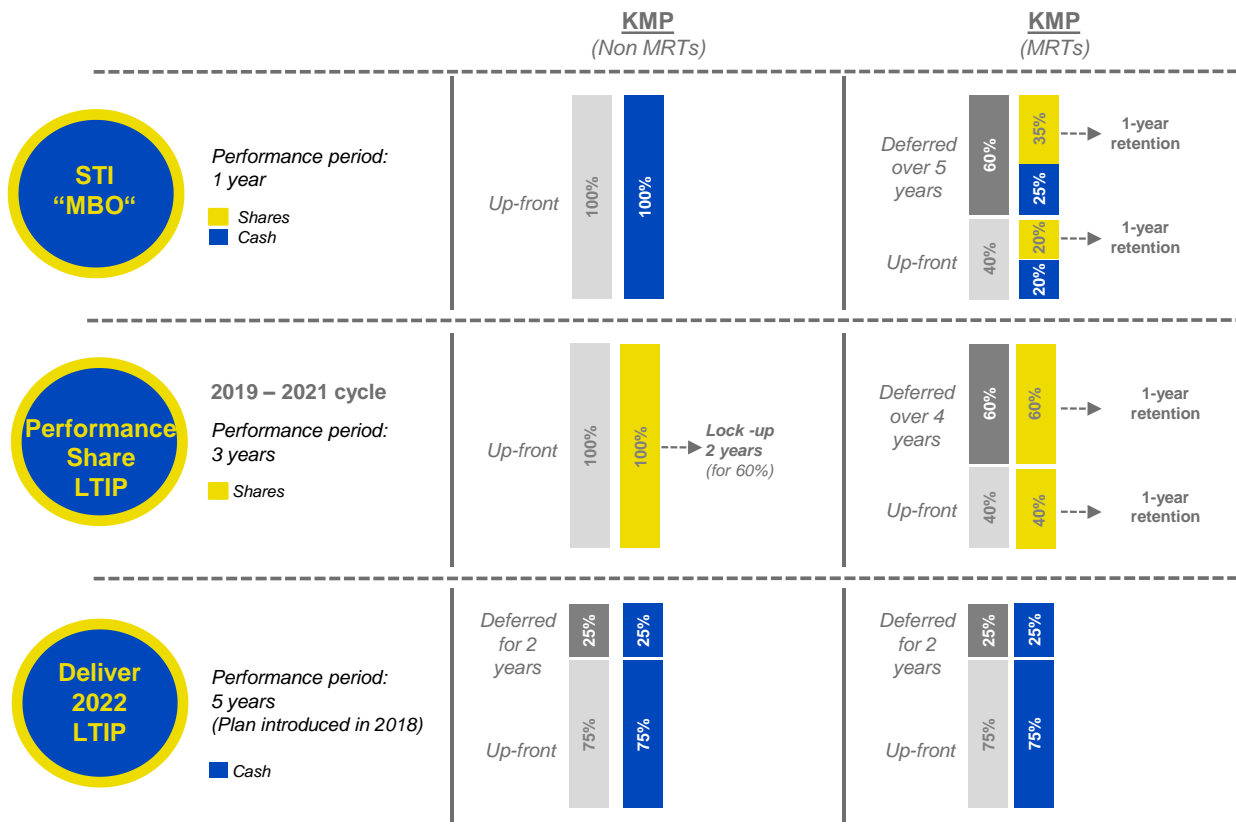 KMP
(Non MRTs)
KMP
(MRTs)
STI
“MBO“
Performance period:
1 year
Shares
Cash
Up-front
100%
100%
Deferred
over 5
years
60%
35%
25%
1-year
retention
Up-front
40%
20%
20%
1-year
retention
Performance
Share
LTIP
2019 – 2021 cycle
Performance period:
3 years
Shares
Up-front
100%
100%
Lock -up
2 years
(for 60%)
Deferred
over 4
years
60%
60%
1-year
retention
Up-front
40%
40%
1-year
retention
Deliver
2022
LTIP
Performance period:
5 years
(Plan introduced in 2018)
Cash
Deferred
for 2
years
25%
25%
Up-front
75%
75%
Deferred
for 2
years
25%
25%
Up-front
75%
75%